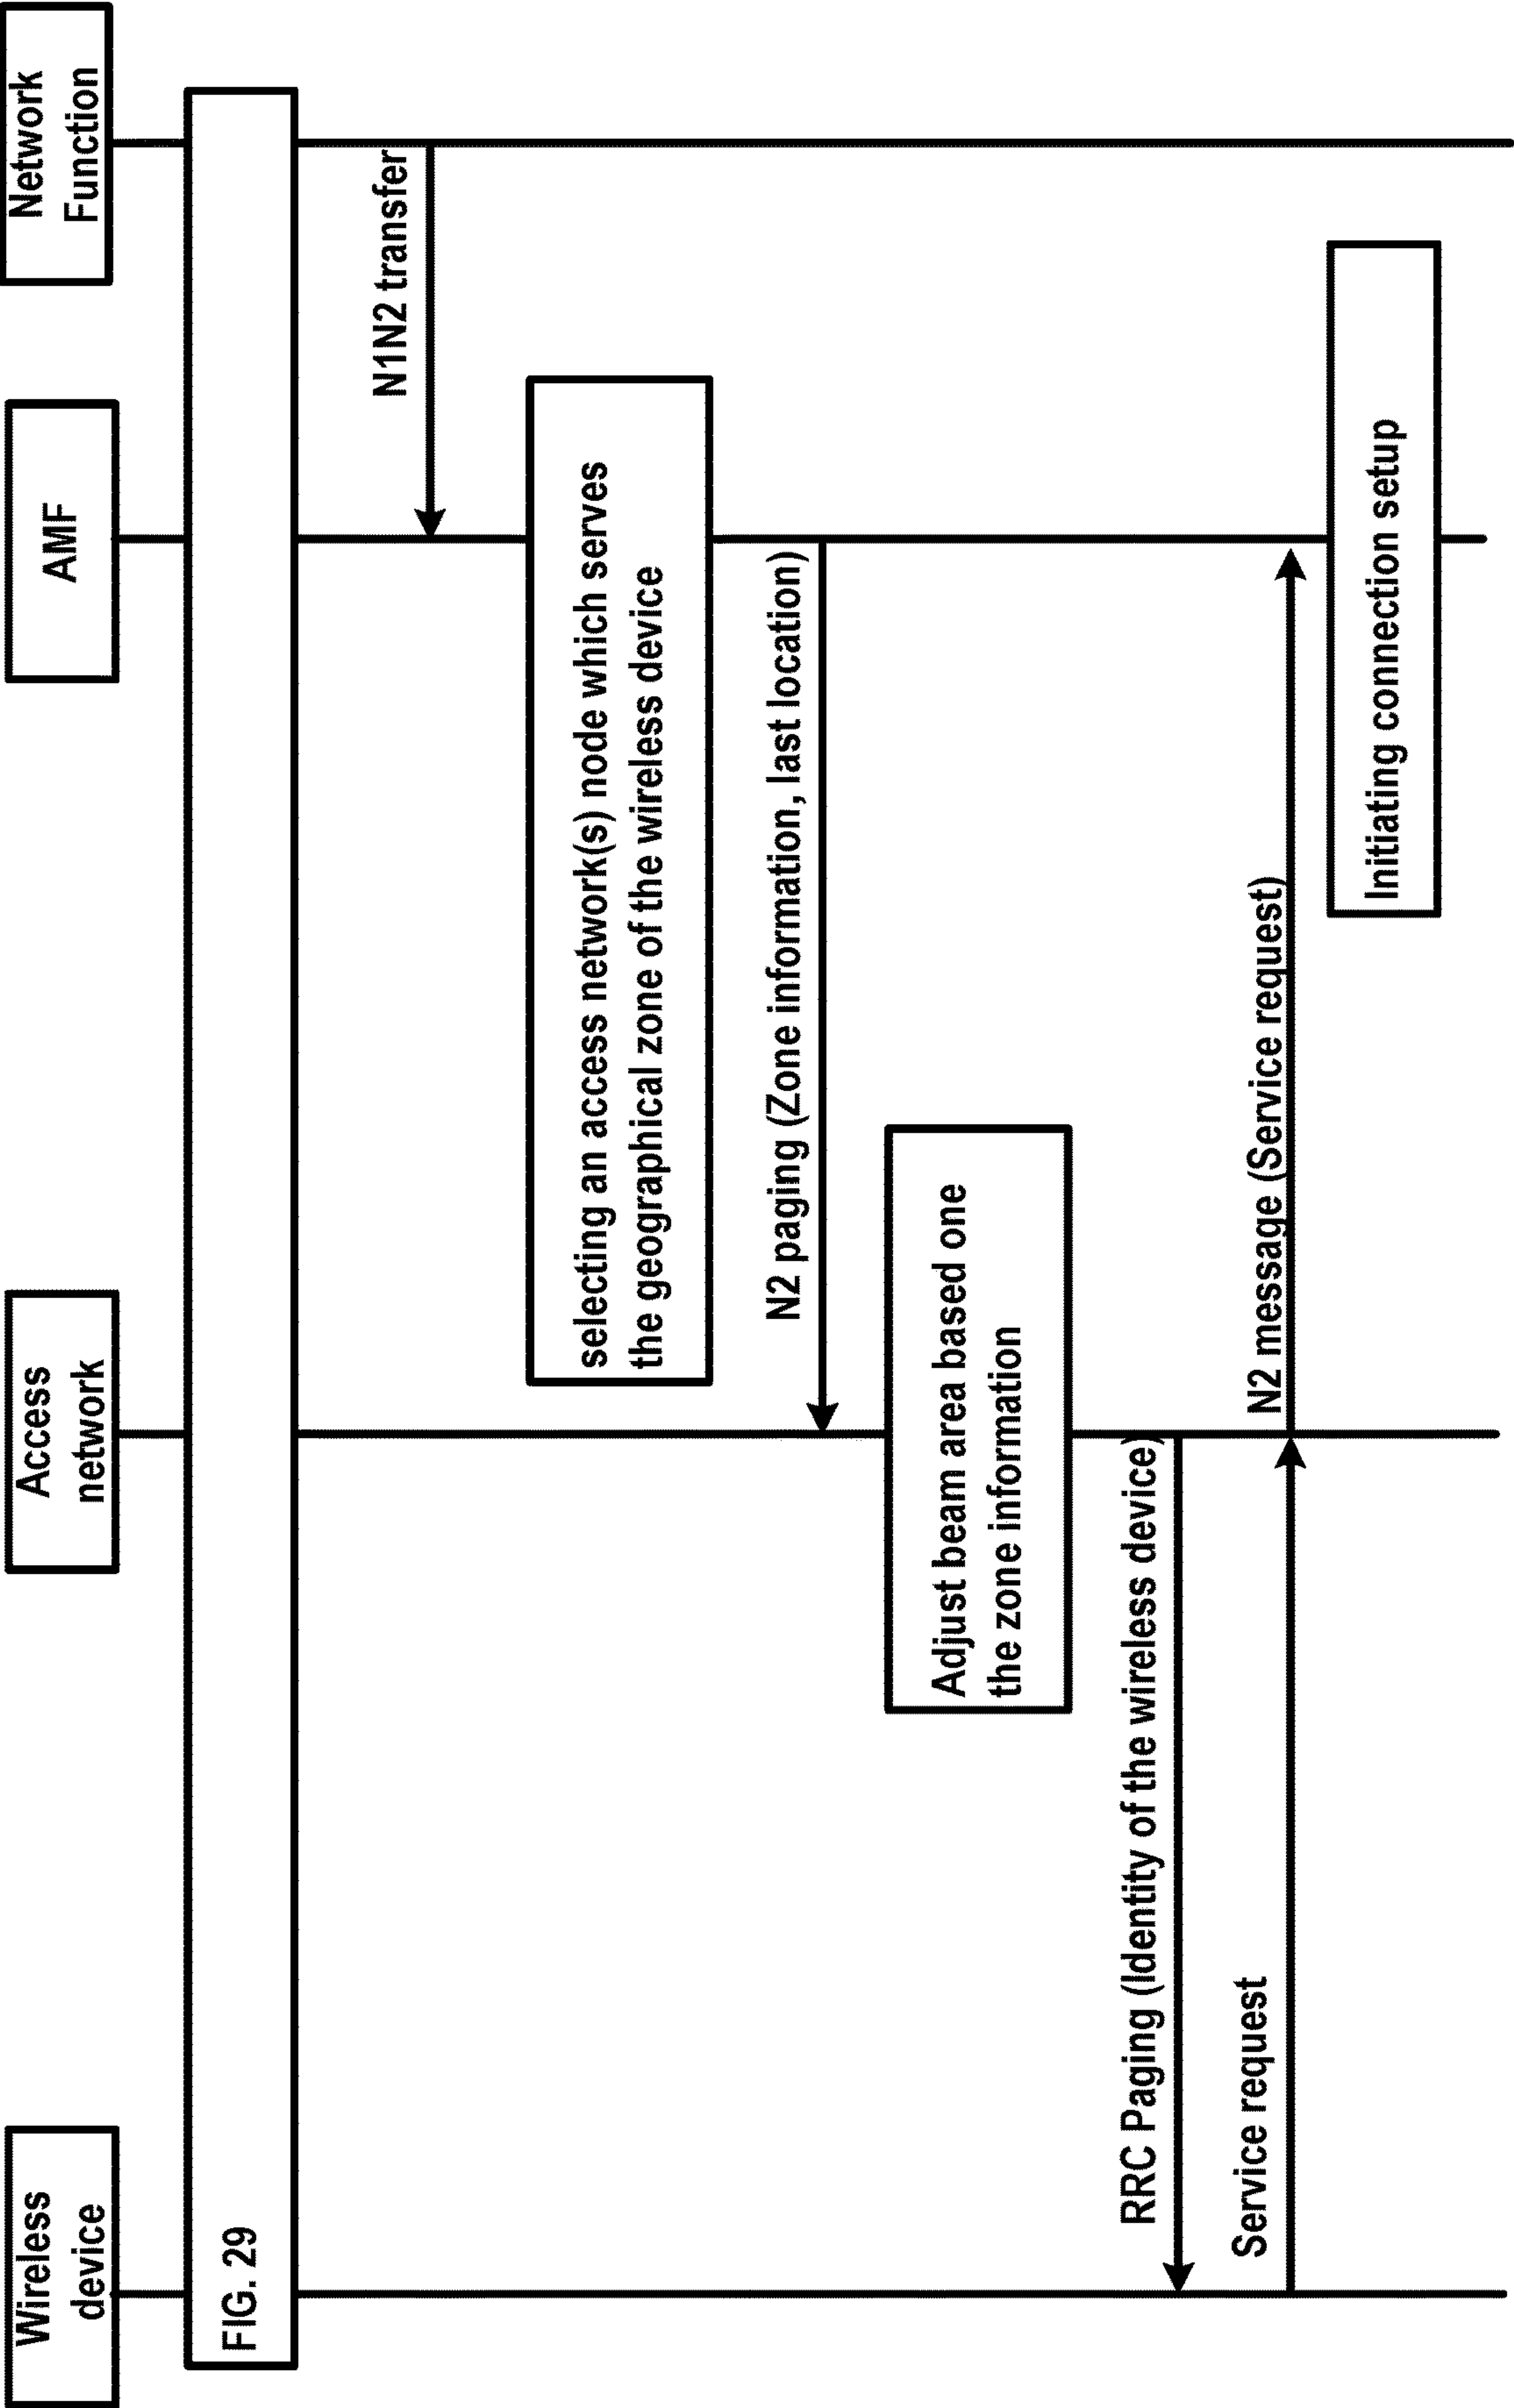 Wireless
device
Access
network
AMF
Network
Function
FIG. 29
N1N2 transfer
selecting an access network(s) node which serves
the geographical zone of the wireless device
N2 paging (Zone information, last location)
Adjust beam area based one
the zone information
RRC Paging (Identity of the wireless device)
Service request
N2 message (Service request)
Initiating connection setup